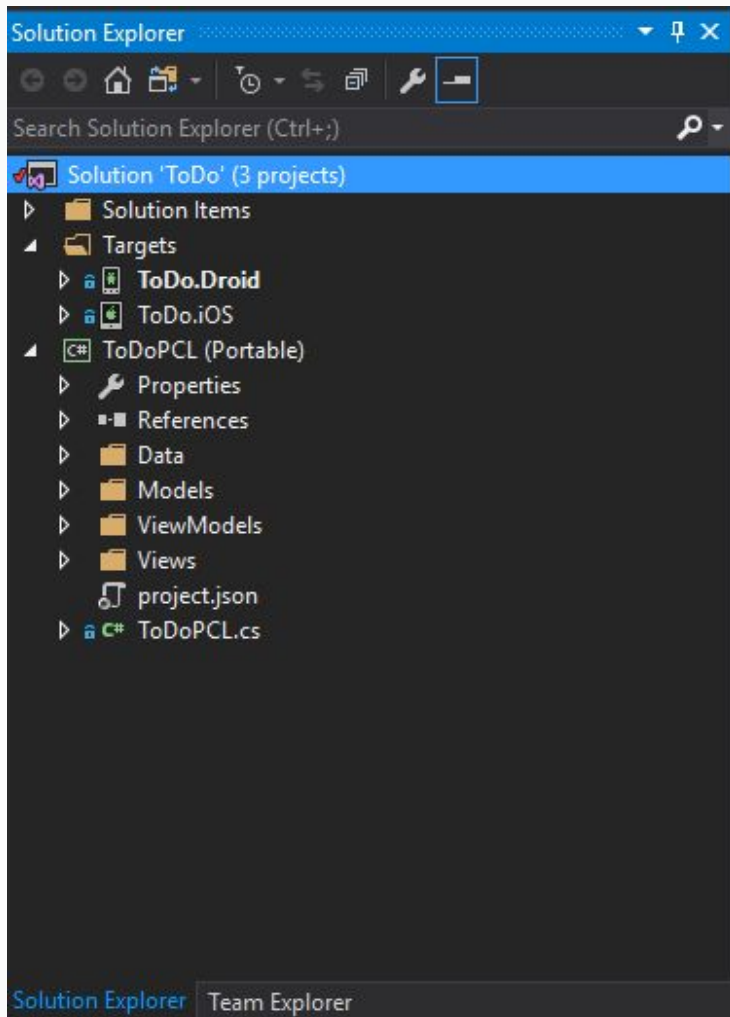 Solution Explorer
Search Solution Explorer (Ctrl+;)
Solution 'ToDo' (3 projects)
Solution Items
Targets
ToDo.Droid
ToDo.iOS
C# ToDoPCL (Portable)
Properties
References
Data
Models
ViewModels
Views
project.json
C# ToDoPCL.cs
Solution Explorer Team Explorer